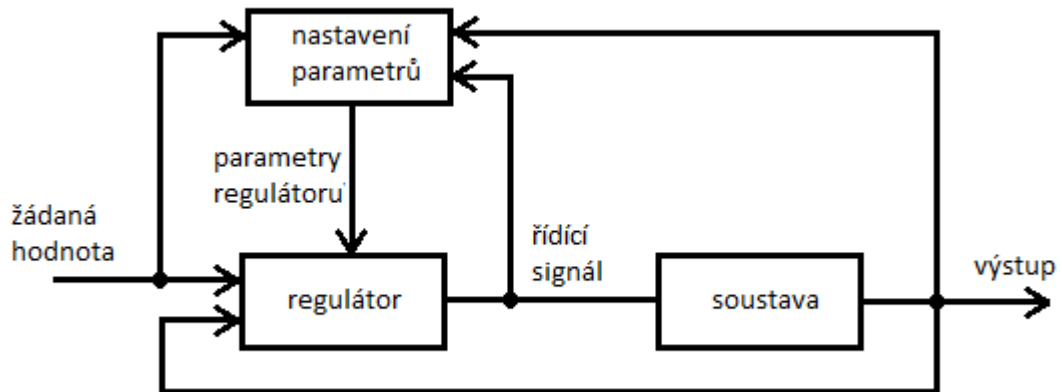 nastavení
parametrů
parametry
regulátoru
žádaná
hodnota
regulátor
řídící
signál
soustava
výstup